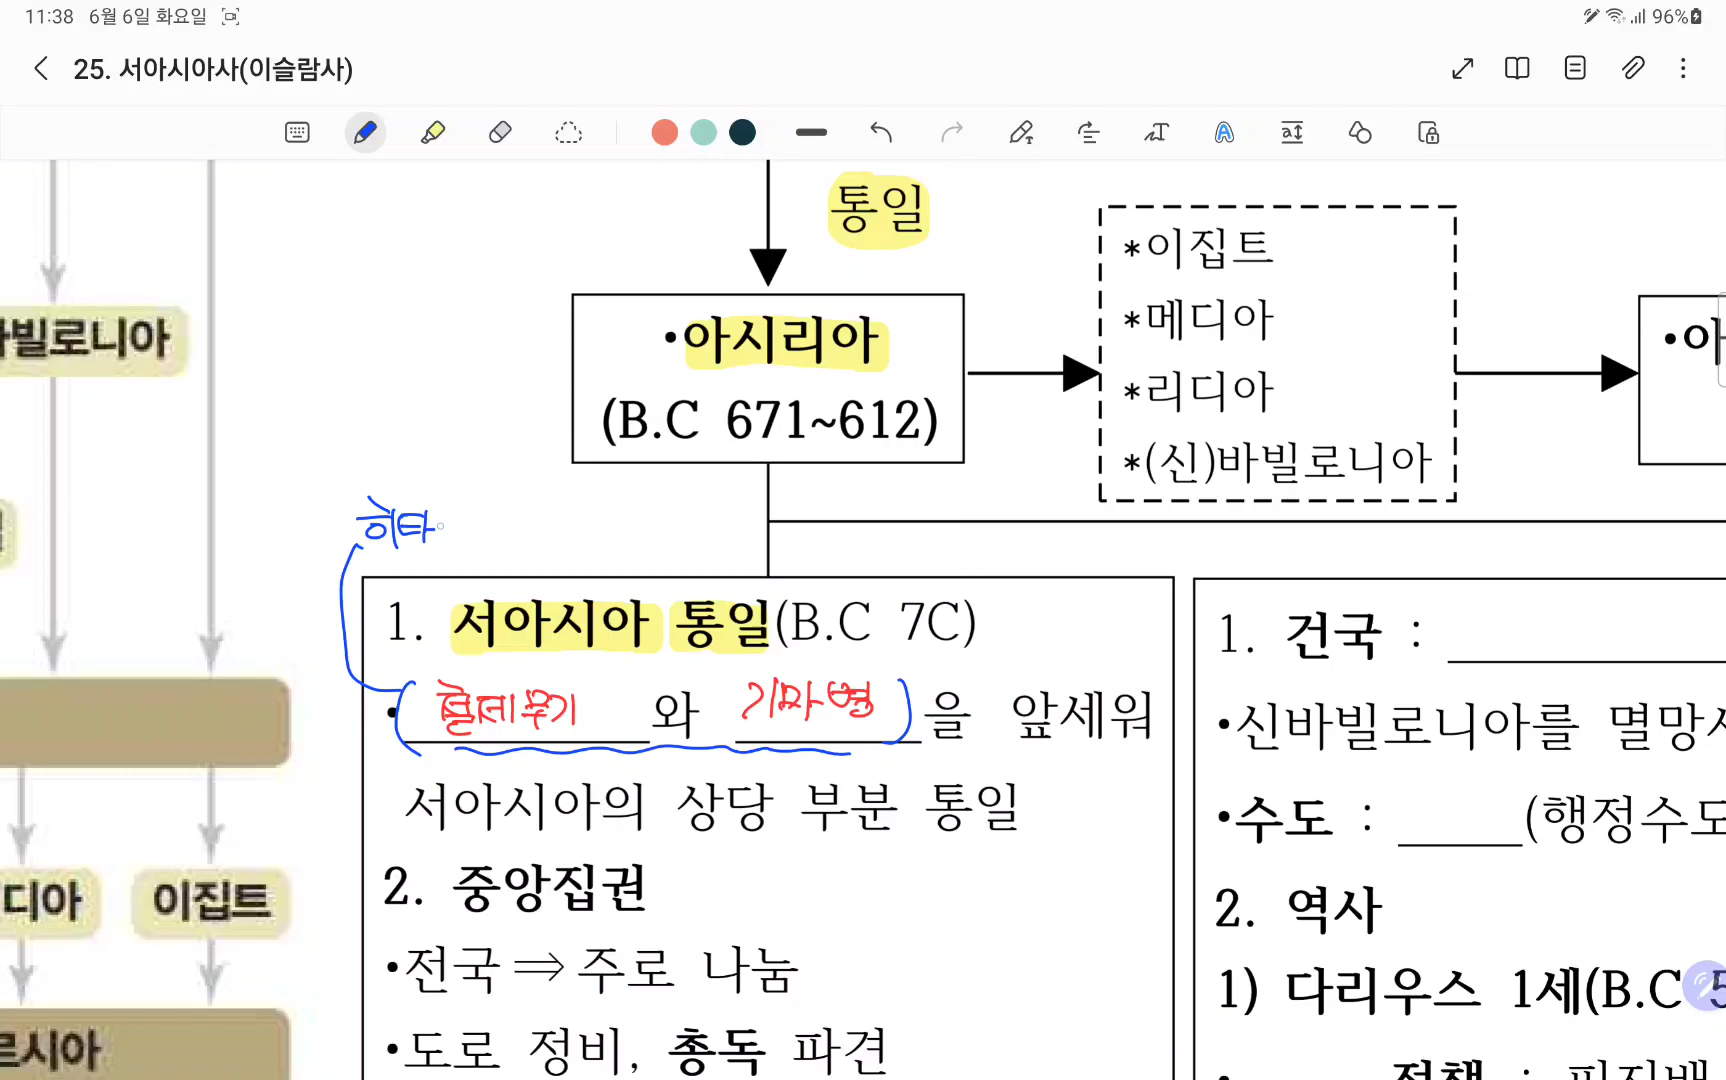 11:38 6월 6일 화요일
96%
25. 서아시아사(이슬람사)
통일
바빌로니아
•아시리아
(B.C 671~612)
*이집트
*메디아
*리디아
*(신)바빌로니아
히타
1. 서아시아 통일(B.C 7C)
• 철제무기 와 기마병 을 앞세워
서아시아의 상당 부분 통일
2. 중앙집권
•전국⇒주로 나눔
•도로 정비, 총독 파견
디아
이집트
르시아
1. 건국 :
•신바빌로니아를 멸망
•수도 : (행정수도
2. 역사
1) 다리우스 1세(B.C 5
정책 :